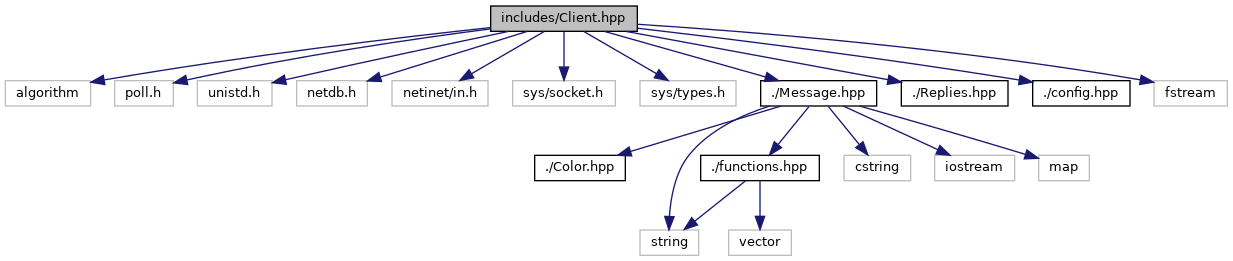 includes/Client.hpp
algorithm
poll.h
unistd.h
netdb.h
netinet/in.h
sys/socket.h
sys/types.h
./Message.hpp
./Replies.hpp
./config.hpp
fstream
./Color.hpp
./functions.hpp
cstring
iostream
map
string
vector